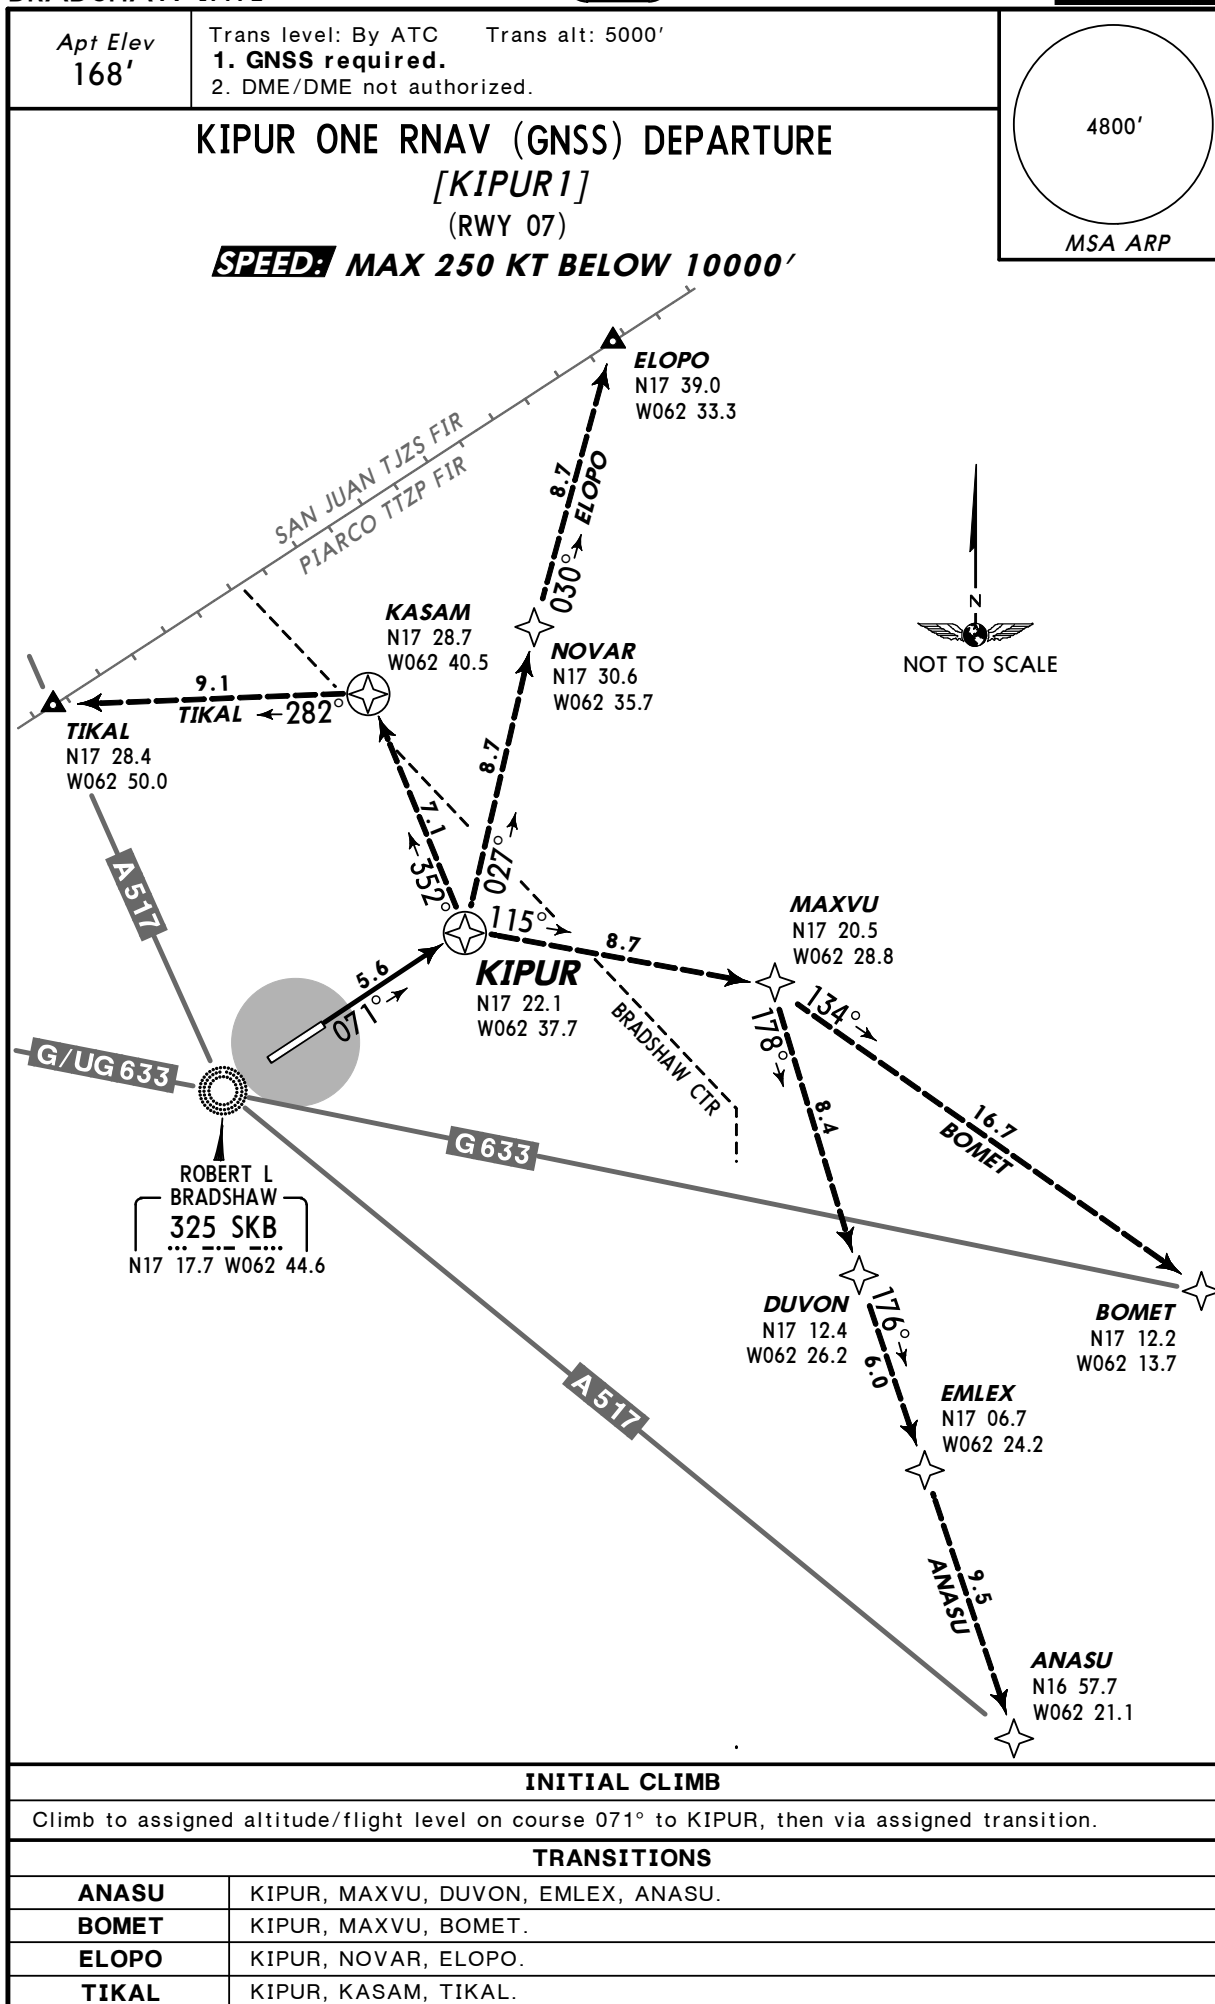 Apt Elev
168'
Trans level: By ATC Trans alt: 5000'
1. GNSS required.
2. DME/DME not authorized.
4800'
MSA ARP
KIPUR ONE RNAV (GNSS) DEPARTURE
[KIPUR1]
(RWY 07)
SPEED: MAX 250 KT BELOW 10000'
ELOPO
N17 39.0
W062 33.3
SAN JUAN TJZS FIR
PIARCO TTZP FIR
8.7
ELOPO
030°
KASAM
N17 28.7
W062 40.5
NOVAR
N17 30.6
W062 35.7
N
NOT TO SCALE
9.1
TIKAL
282°
TIKAL
N17 28.4
W062 50.0
8.7
027°
7.1
352°
A 517
115°
8.7
MAXVU
N17 20.5
W062 28.8
KIPUR
N17 22.1
W062 37.7
5.6
071°
BRADSHAW CTR
134°
178°
8.4
16.7
BOMET
G/UG 633
G 633
ROBERT L
BRADSHAW
325 SKB
N17 17.7 W062 44.6
DUVON
N17 12.4
W062 26.2
176°
6.0
BOMET
N17 12.2
W062 13.7
A 517
EMLEX
N17 06.7
W062 24.2
9.5
ANASU
ANASU
N16 57.7
W062 21.1
INITIAL CLIMB
Climb to assigned altitude/flight level on course 071° to KIPUR, then via assigned transition.
TRANSITIONS
ANASU KIPUR, MAXVU, DUVON, EMLEX, ANASU.
BOMET KIPUR, MAXVU, BOMET.
ELOPO KIPUR, NOVAR, ELOPO.
TIKAL KIPUR, KASAM, TIKAL.